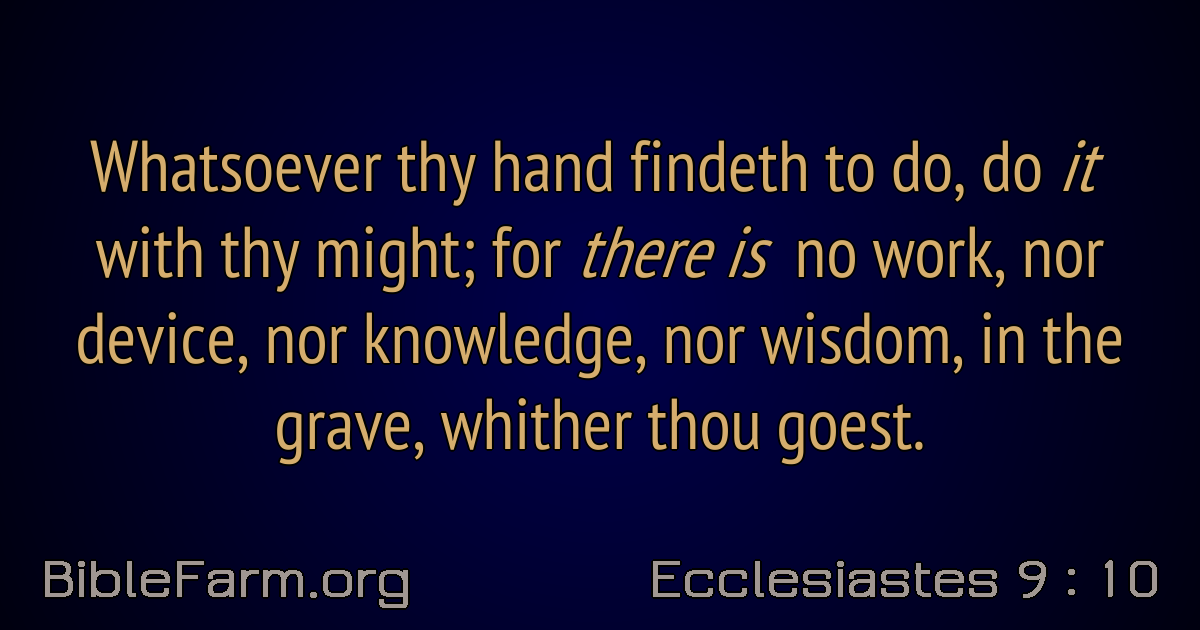 Whatsoever thy hand findeth to do, do it
with thy might; for there is no work, nor
device, nor knowledge, nor wisdom, in the
grave, whither thou goest.
BibleFarm.org
Ecclesiastes 9 : 10